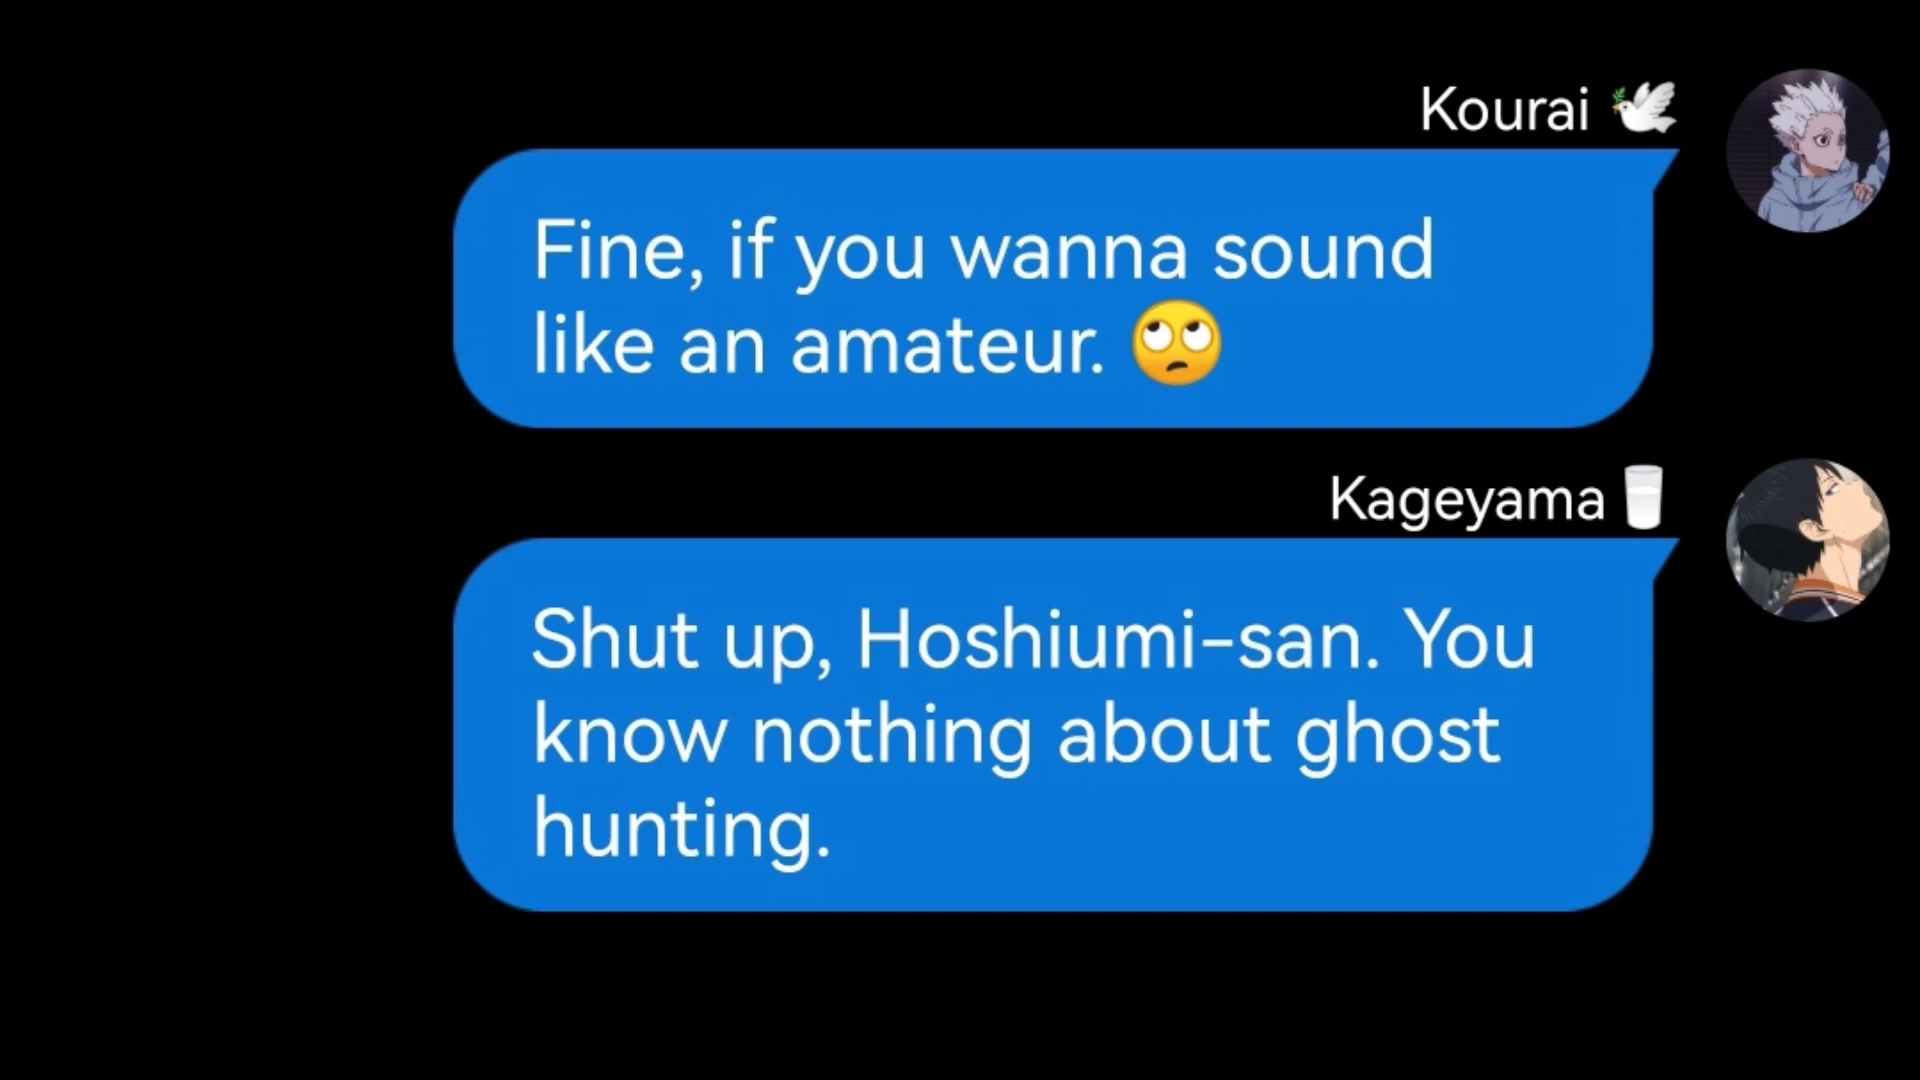 Kourai 🕊️
Fine, if you wanna sound
like an amateur. 🙄
Kageyama 🥛
Shut up, Hoshiumi-san. You
know nothing about ghost
hunting.